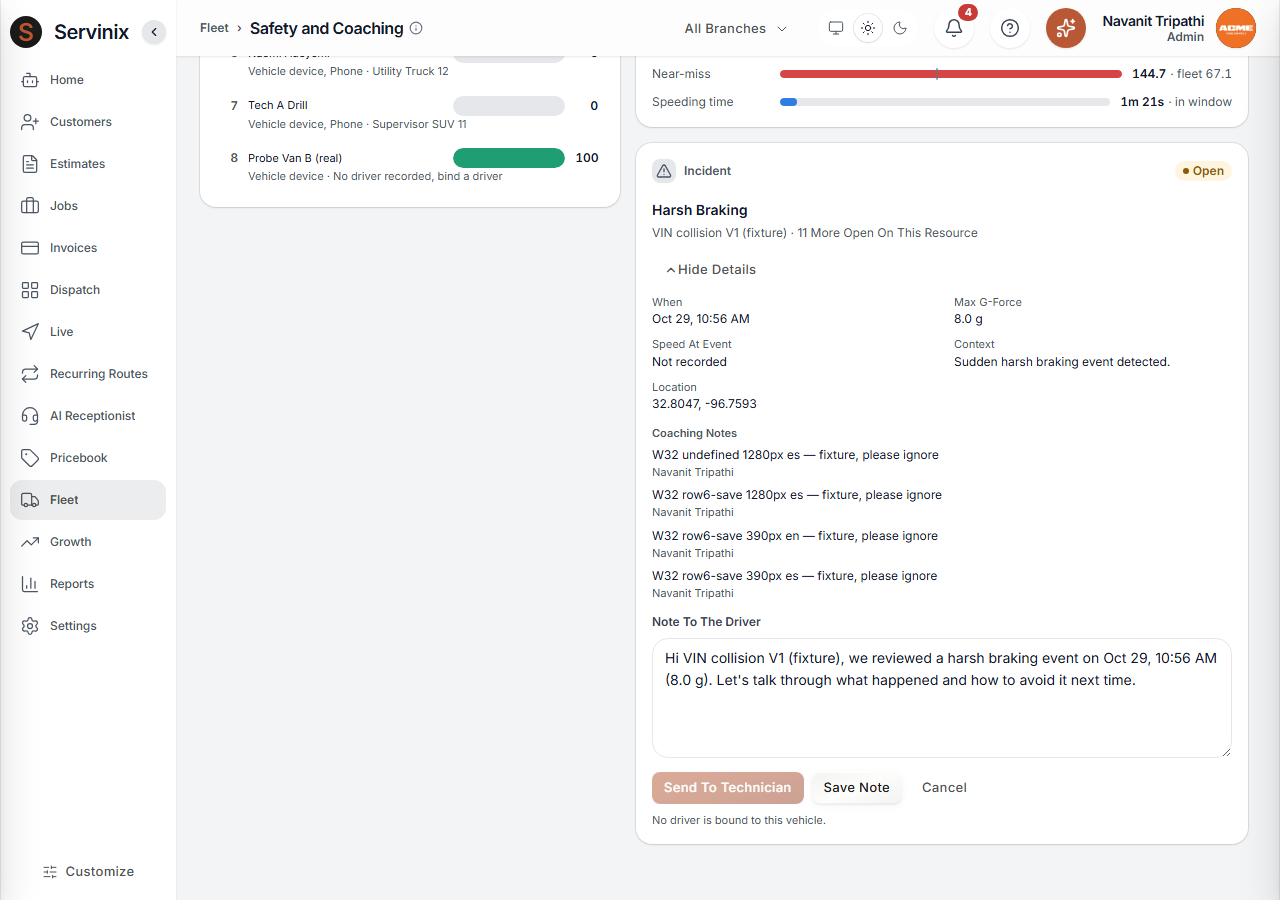 Servinix
Home
Customers
Estimates
Jobs
Invoices
Dispatch
Live
Recurring Routes
AI Receptionist
Pricebook
Fleet
Growth
Reports
Settings
Customize
Fleet › Safety and Coaching
All Branches
4
Navanit Tripathi
Admin
ACME
Vehicle device, Phone · Utility Truck 12
7 Tech A Drill 0
Vehicle device, Phone · Supervisor SUV 11
8 Probe Van B (real) 100
Vehicle device · No driver recorded, bind a driver
Near-miss 144.7 · fleet 67.1
Speeding time 1m 21s · in window
Incident
Open
Harsh Braking
VIN collision V1 (fixture) · 11 More Open On This Resource
Hide Details
When
Oct 29, 10:56 AM
Max G-Force
8.0 g
Speed At Event
Not recorded
Context
Sudden harsh braking event detected.
Location
32.8047, -96.7593
Coaching Notes
W32 undefined 1280px es — fixture, please ignore
Navanit Tripathi
W32 row6-save 1280px es — fixture, please ignore
Navanit Tripathi
W32 row6-save 390px en — fixture, please ignore
Navanit Tripathi
W32 row6-save 390px es — fixture, please ignore
Navanit Tripathi
Note To The Driver
Hi VIN collision V1 (fixture), we reviewed a harsh braking event on Oct 29, 10:56 AM
(8.0 g). Let's talk through what happened and how to avoid it next time.
Send To Technician
Save Note
Cancel
No driver is bound to this vehicle.